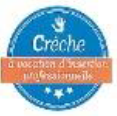 Crèche
à vocation d'insertion
professionnelle